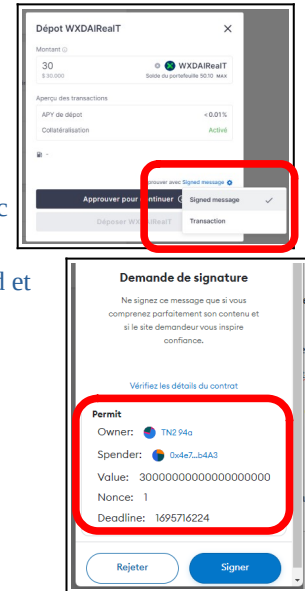 Dépôt WXDAIRealT
Montant
30 WXDAIRealT
$ 30.000 Solde du portefeuille 50.10 MAX
Aperçu des transactions
APY de dépôt <0.01%
Collatéralisation Activé
-
Approuver avec Signed message
Approuver pour continuer
Signed message
Déposer WXDAIRealT
Transaction
c
d et
Demande de signature
Ne signez ce message que si vous
comprenez parfaitement son contenu et
si le site demandeur vous inspire
confiance.
Vérifiez les détails du contrat
Permit
Owner: TN2 94a
Spender: 0x4e7...b4A3
Value: 30000000000000000000
Nonce: 1
Deadline: 1695716224
Rejeter Signer